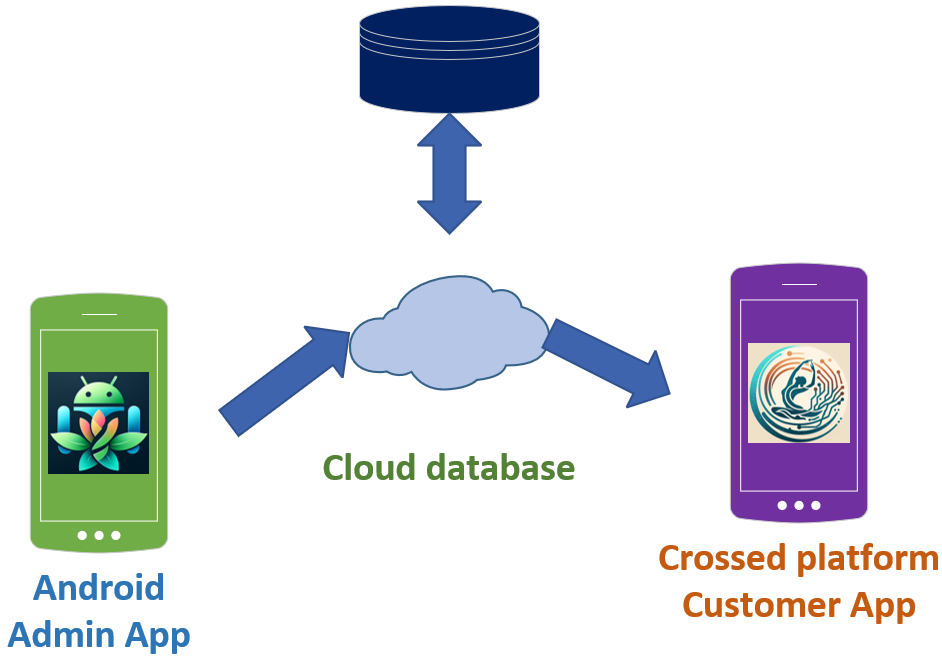 Cloud database
Android
Admin App
Crossed platform
Customer App